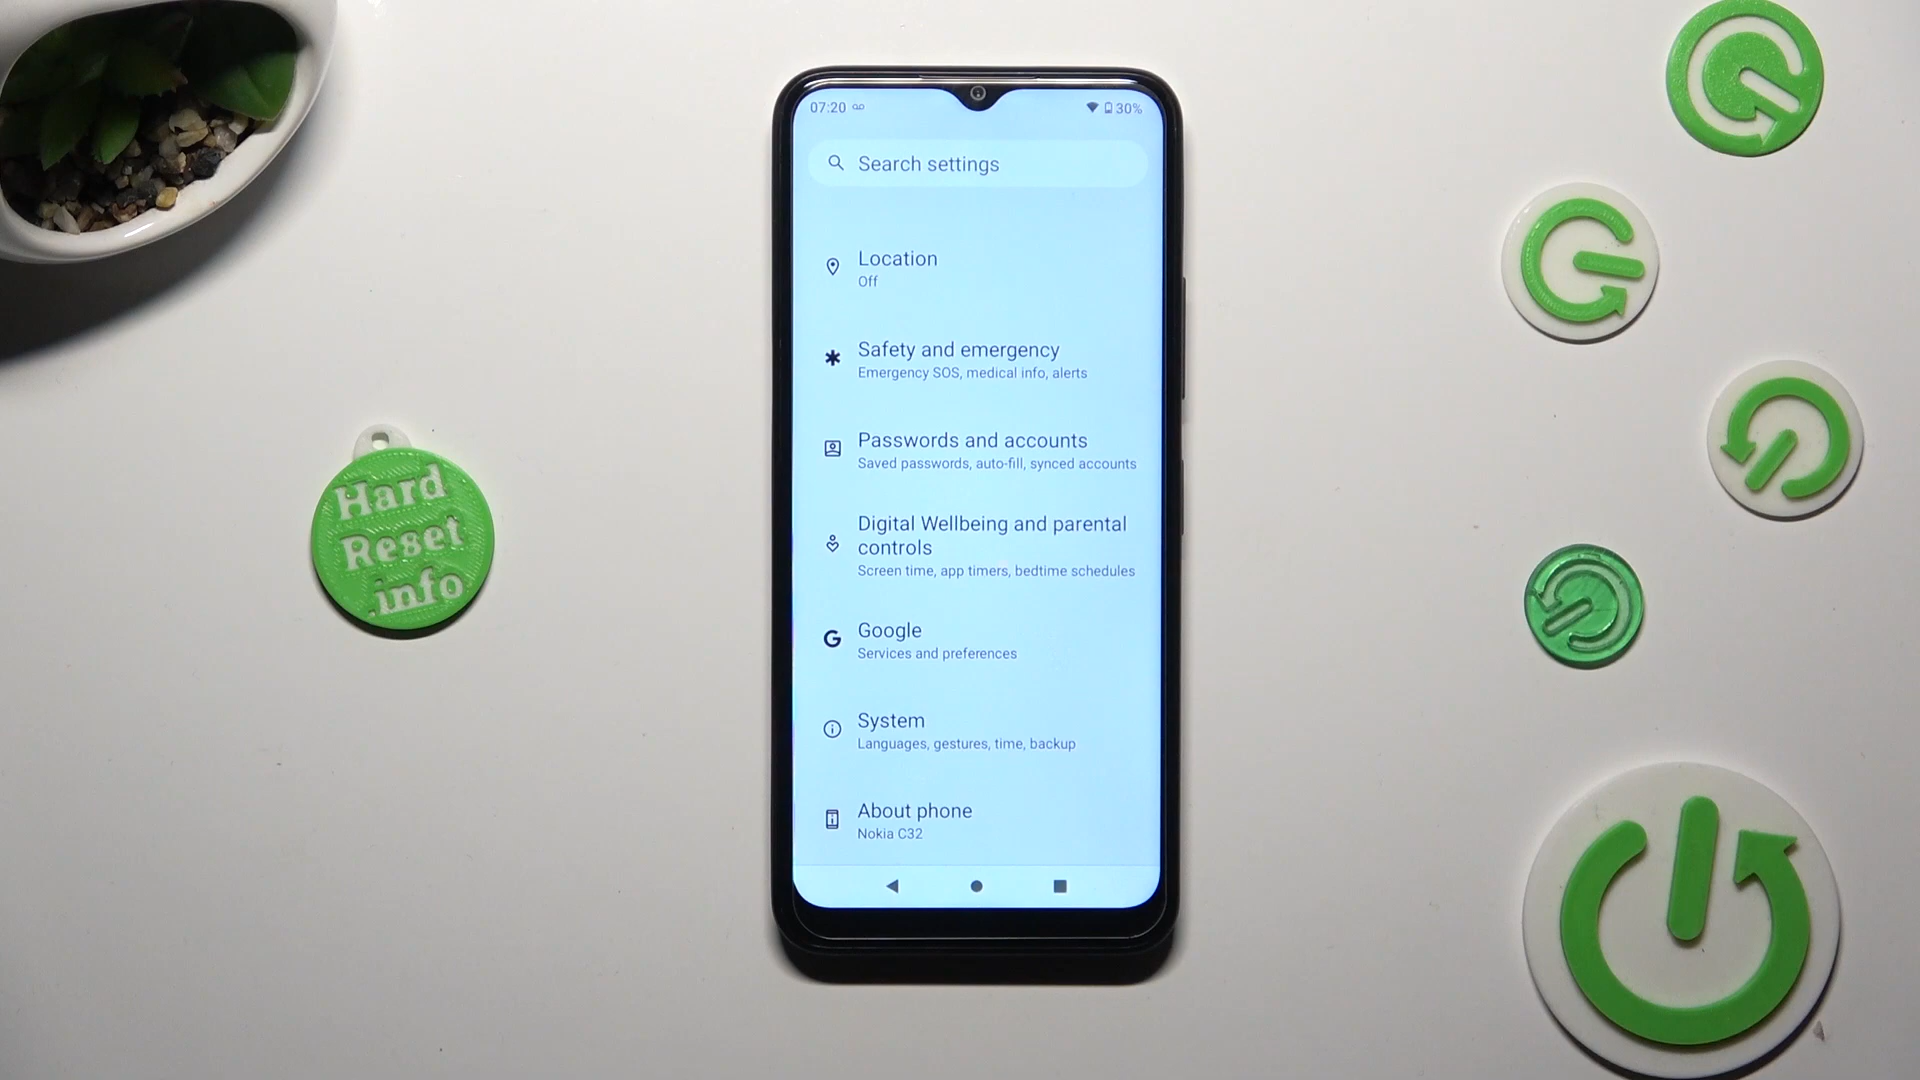 07:20
30%
Search settings
Location
Off
Safety and emergency
Emergency SOS, medical info, alerts
Passwords and accounts
Saved passwords, auto-fill, synced accounts
Digital Wellbeing and parental
controls
Screen time, app timers, bedtime schedules
Google
Services and preferences
System
Languages, gestures, time, backup
About phone
Nokia C32
Hard
Reset
.info